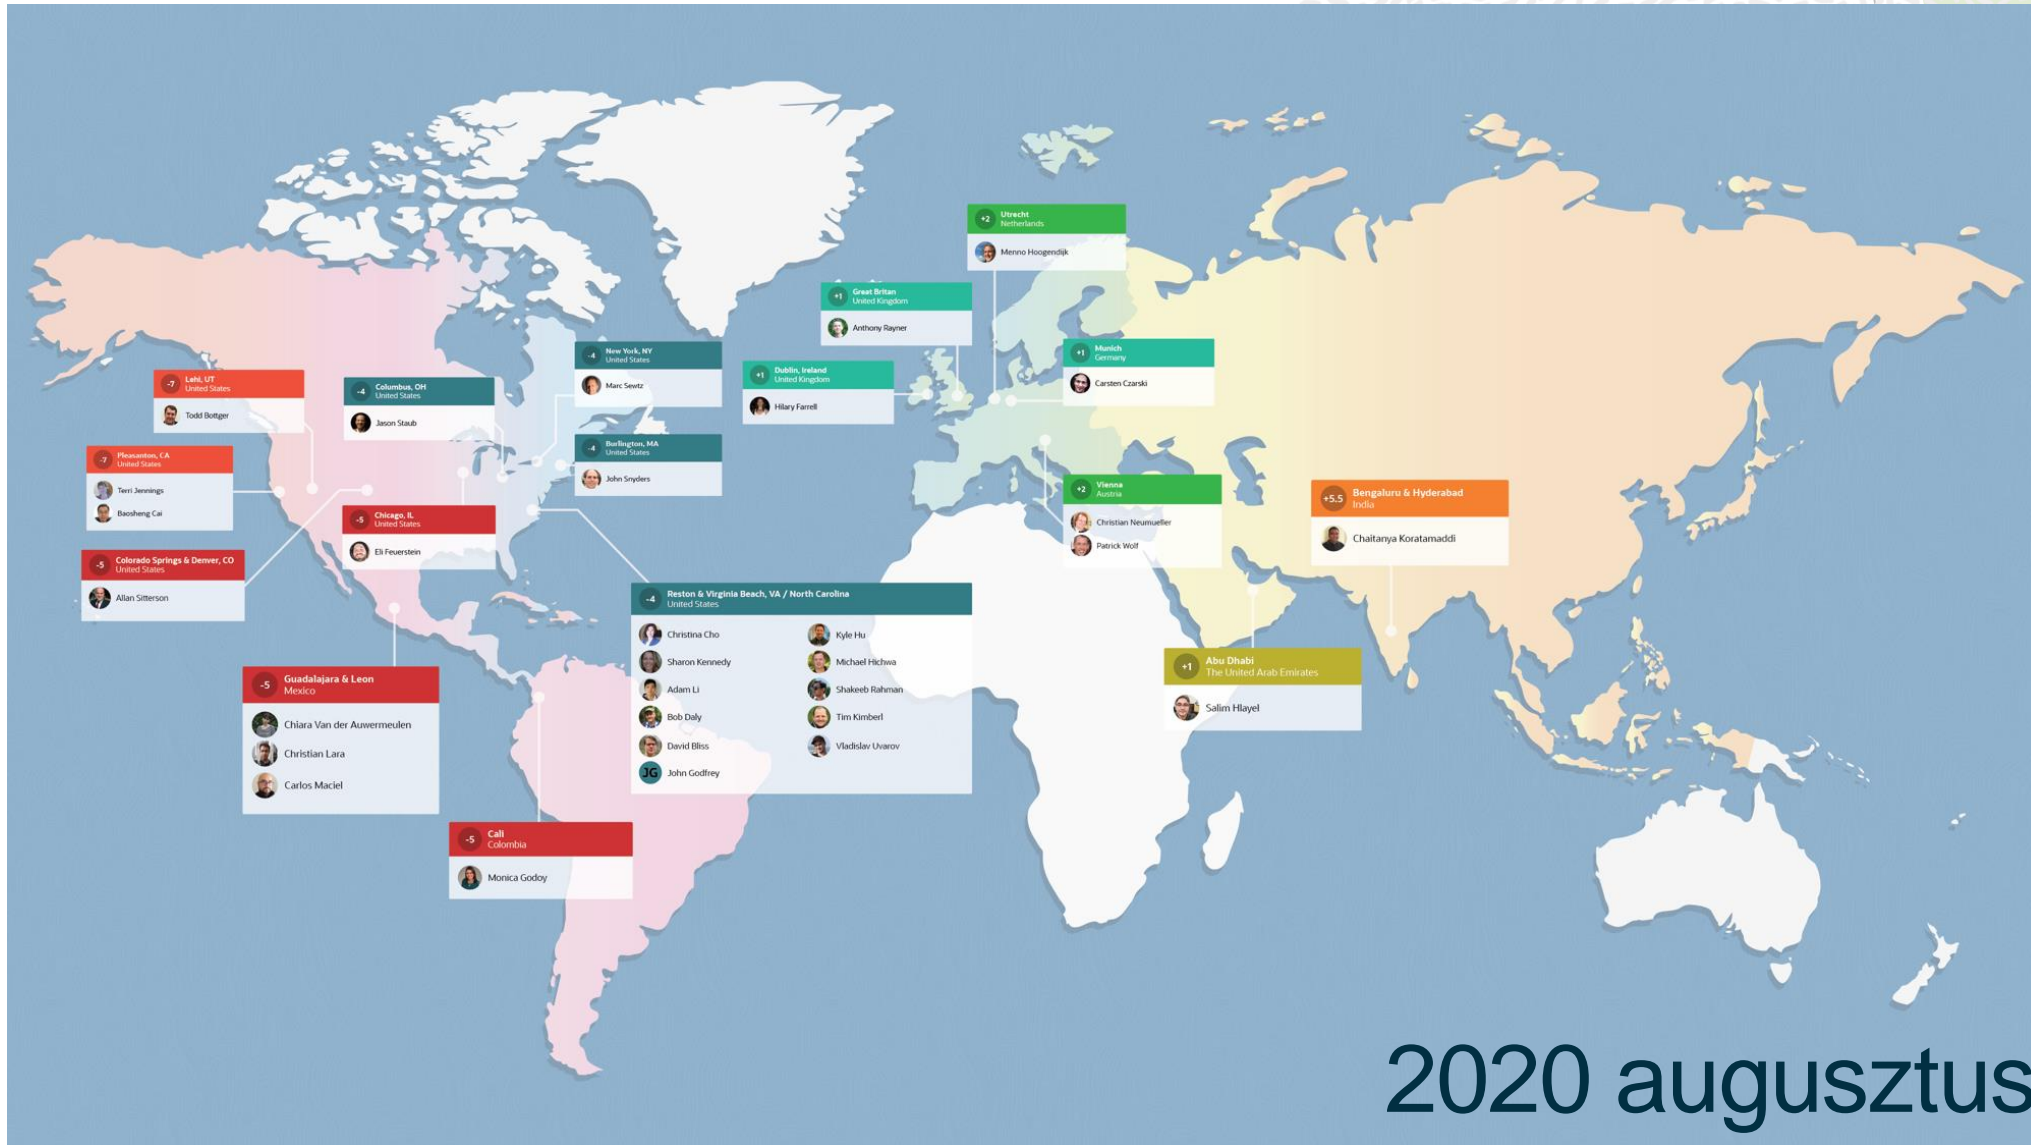 +2
Utrecht
Netherlands
Menno Hoogendijk
+1
Great Britan
United Kingdom
Anthony Rayner
-4
New York, NY
United States
Marc Sewtz
+1
Dublin, Ireland
United Kingdom
Hilary Farrell
+1
Munich
Germany
Carsten Czarski
-7
Lehi, UT
United States
Todd Bottger
-4
Columbus, OH
United States
Jason Staub
-4
Burlington, MA
United States
John Snyders
-7
Pleasanton, CA
United States
Terri Jennings
Baosheng Cai
-5
Chicago, IL
United States
Eli Feuerstein
+2
Vienna
Austria
Christian Neumueller
Patrick Wolf
+5.5
Bengaluru & Hyderabad
India
Chaitanya Koratamaddi
-5
Colorado Springs & Denver, CO
United States
Allan Sitterson
-4
Reston & Virginia Beach, VA / North Carolina
United States
Christina Cho
Sharon Kennedy
Adam Li
Bob Daly
David Bliss
JG
John Godfrey
Kyle Hu
Michael Hichwa
Shakeeb Rahman
Tim Kimberl
Vladislav Uvarov
-5
Guadalajara & Leon
Mexico
Chiara Van der Auwermeulen
Christian Lara
Carlos Maciel
+1
Abu Dhabi
The United Arab Emirates
Salim Hlayel
-5
Cali
Colombia
Monica Godoy
2020 augusztus